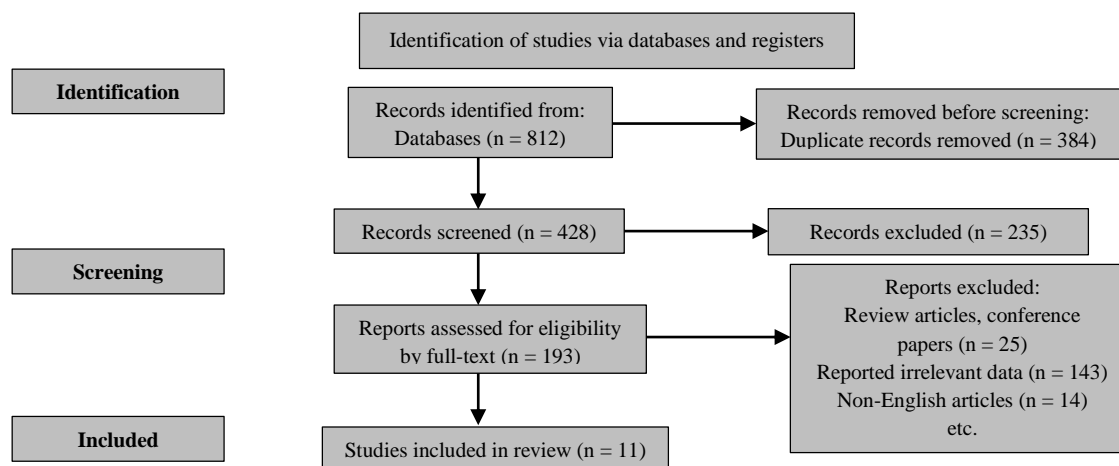 Identification of studies via databases and registers
Identification
Records identified from:
Databases (n = 812)
Records removed before screening:
Duplicate records removed (n = 384)
Records screened (n = 428)
Records excluded (n = 235)
Screening
Reports assessed for eligibility
by full-text (n = 193)
Reports excluded:
Review articles, conference
papers (n = 25)
Reported irrelevant data (n = 143)
Non-English articles (n = 14)
etc.
Included
Studies included in review (n = 11)